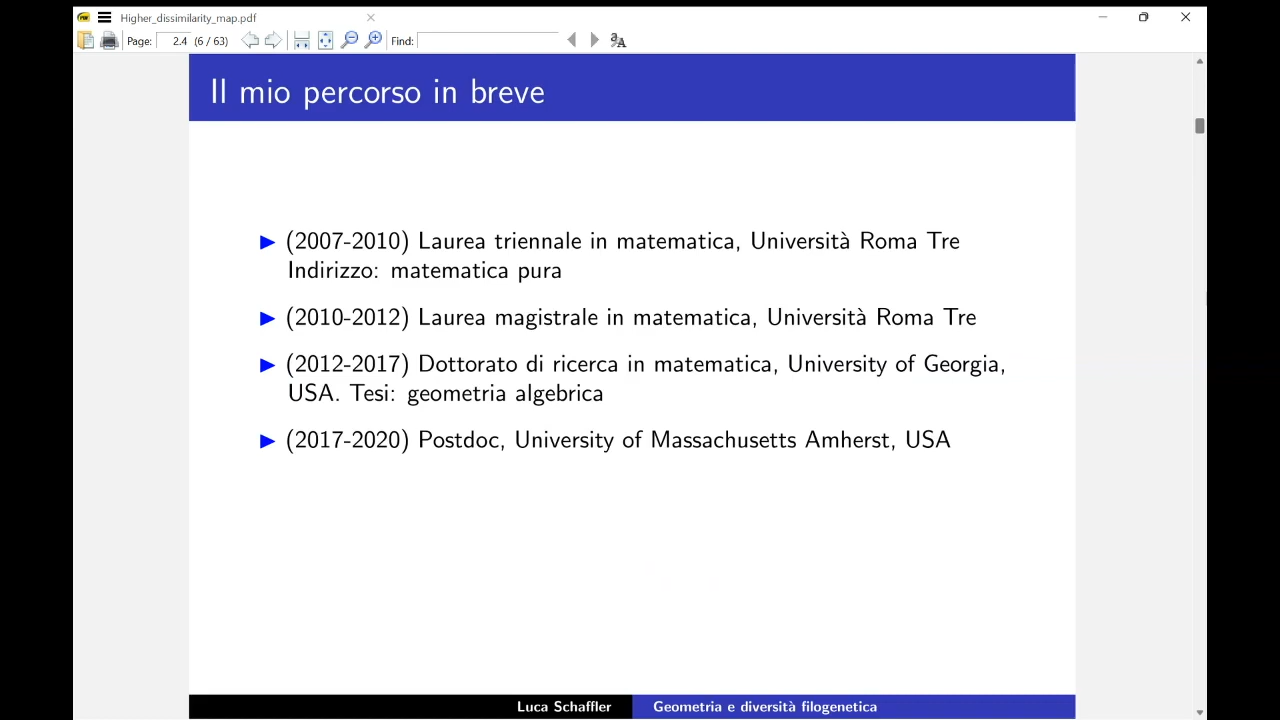 Higher_dissimilarity_map.pdf
Page: 2.4 (6 / 63) Find:
Il mio percorso in breve
(2007-2010) Laurea triennale in matematica, Università Roma Tre
Indirizzo: matematica pura
(2010-2012) Laurea magistrale in matematica, Università Roma Tre
(2012-2017) Dottorato di ricerca in matematica, University of Georgia,
USA. Tesi: geometria algebrica
(2017-2020) Postdoc, University of Massachusetts Amherst, USA
Luca Schaffler Geometria e diversità filogenetica